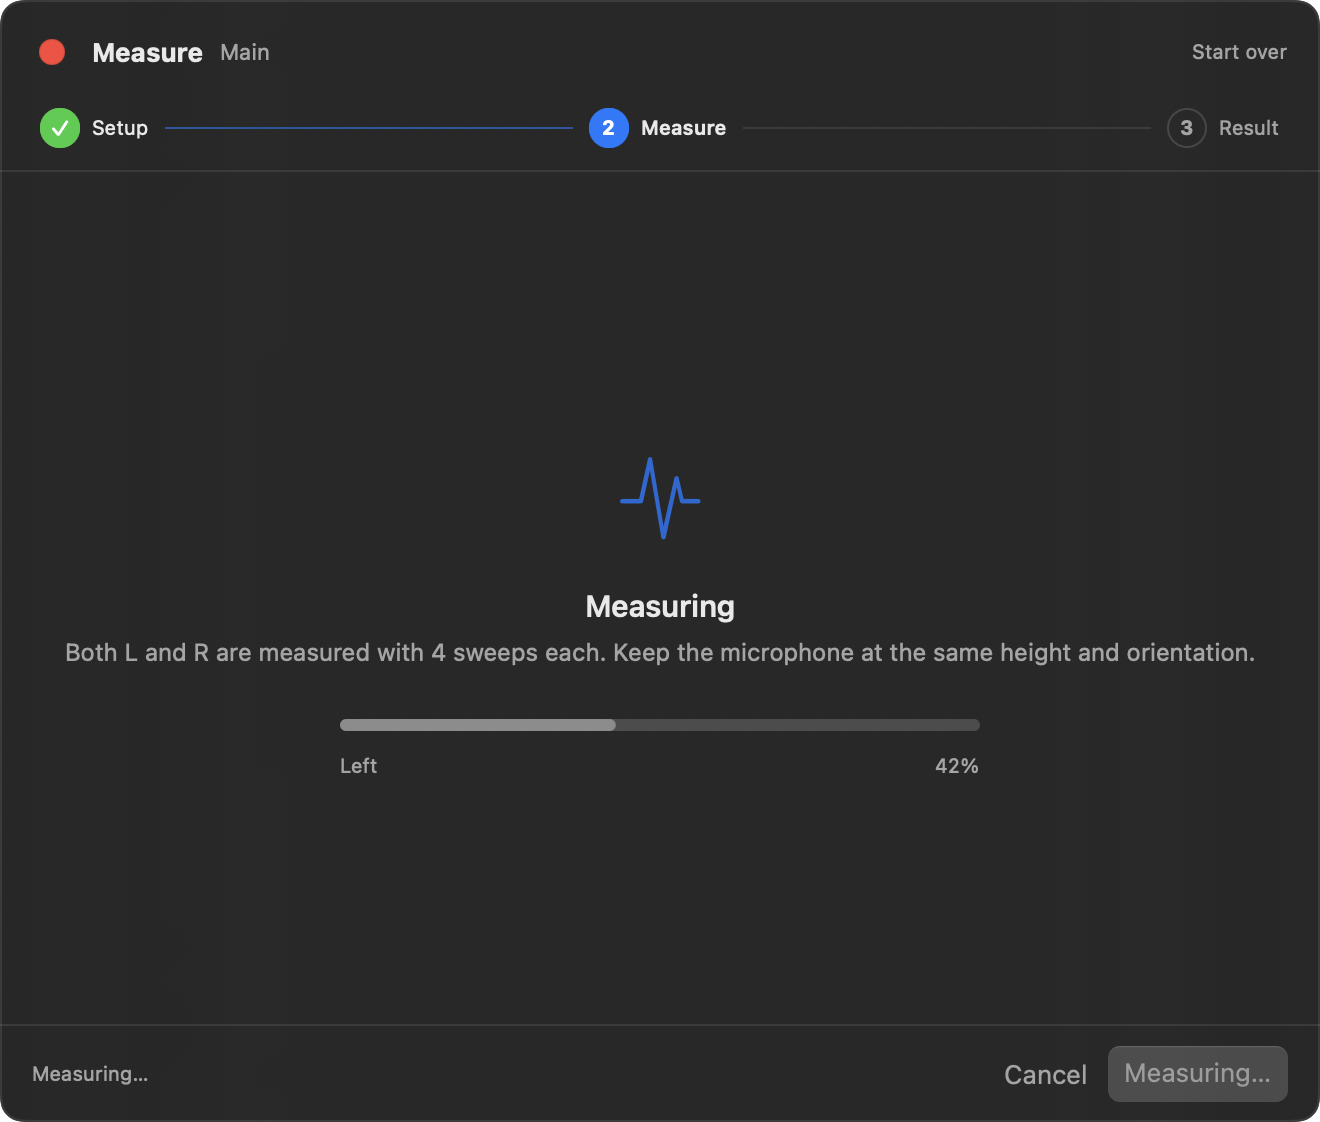 Measure Main
Start over
Setup
2 Measure
3 Result
Measuring
Both L and R are measured with 4 sweeps each. Keep the microphone at the same height and orientation.
Left
42%
Measuring...
Cancel
Measuring...